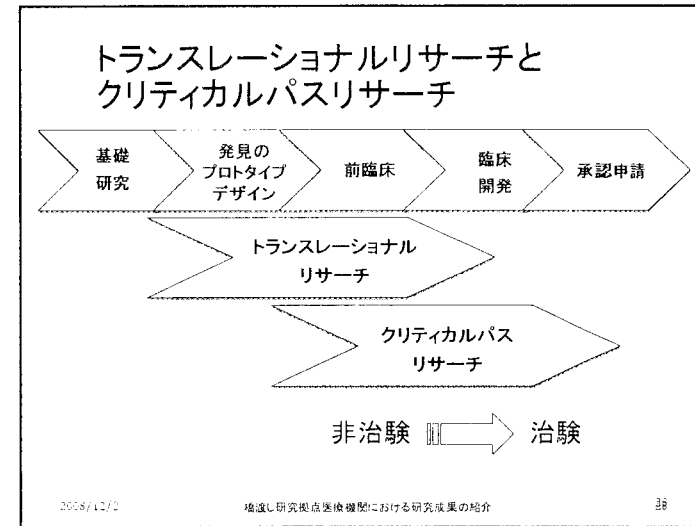 トランスレーショナルリサーチと
クリティカルパスリサーチ
基礎
研究
発見の
プロトタイプ
デザイン
前臨床
臨床
開発
承認申請
トランスレーショナル
リサーチ
クリティカルパス
リサーチ
非治験
治験
2008/12/2
橋渡し研究拠点医療機関における研究成果の紹介